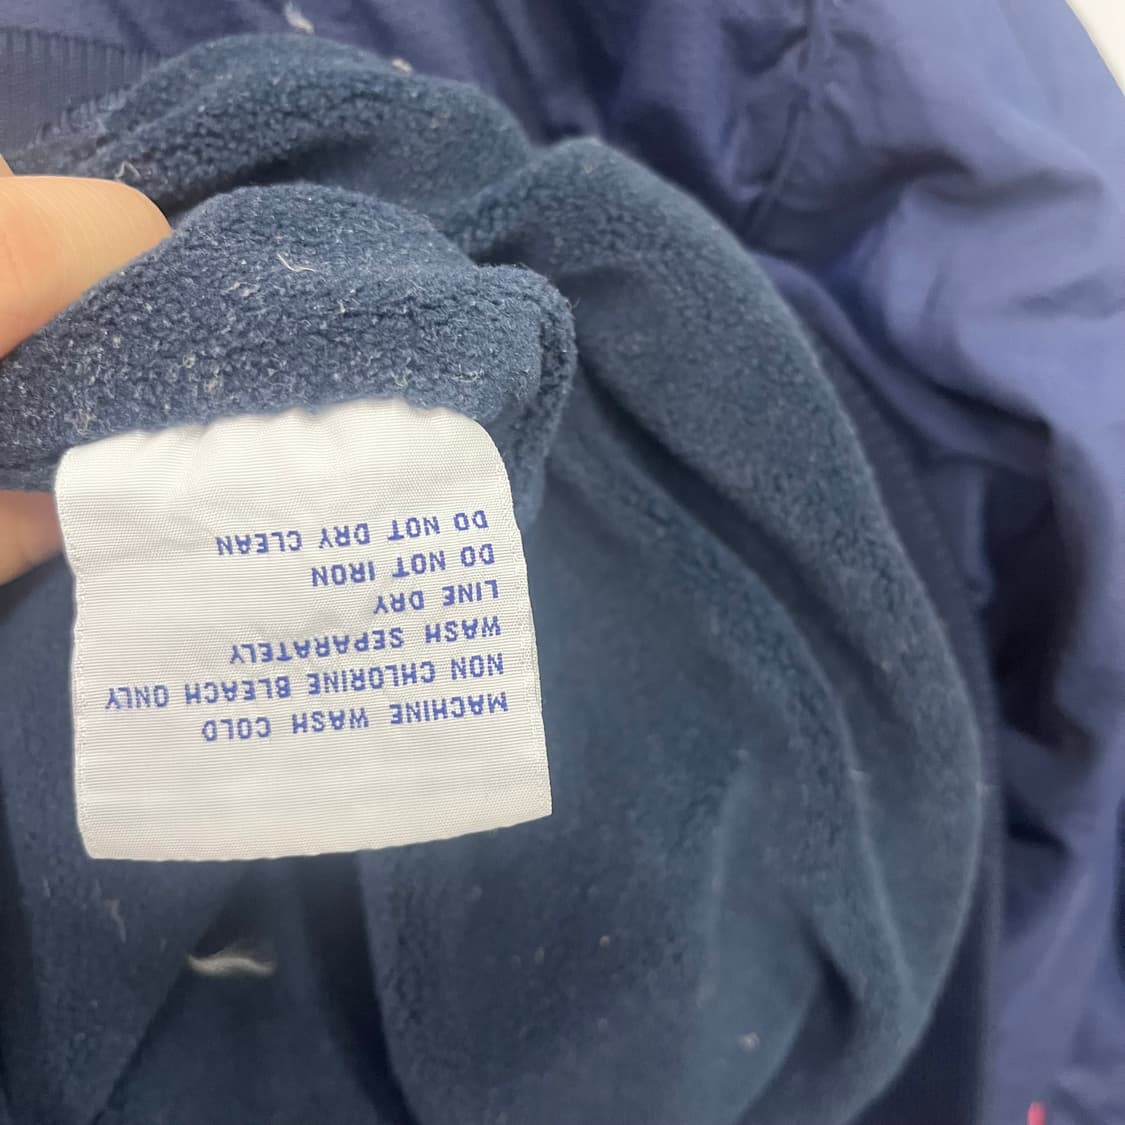 MACHINE WASH COLD
NON CHLORINE BLEACH ONLY
WASH SEPARATELY
LINE DRY
DO NOT IRON
DO NOT DRY CLEAN